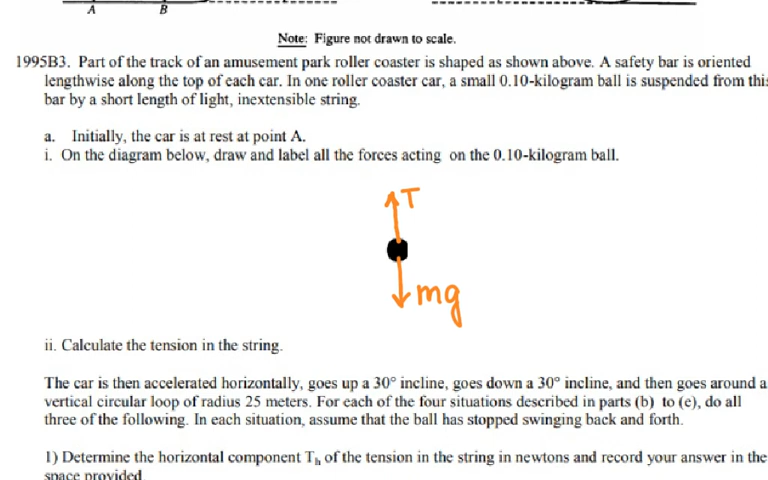 A B
Note: Figure not drawn to scale.
1995B3. Part of the track of an amusement park roller coaster is shaped as shown above. A safety bar is oriented
lengthwise along the top of each car. In one roller coaster car, a small 0.10-kilogram ball is suspended from this
bar by a short length of light, inextensible string.
a. Initially, the car is at rest at point A.
i. On the diagram below, draw and label all the forces acting on the 0.10-kilogram ball.
T
mg
ii. Calculate the tension in the string.
The car is then accelerated horizontally, goes up a 30° incline, goes down a 30° incline, and then goes around a
vertical circular loop of radius 25 meters. For each of the four situations described in parts (b) to (e), do all
three of the following. In each situation, assume that the ball has stopped swinging back and forth.
1) Determine the horizontal component Th of the tension in the string in newtons and record your answer in the
space provided.